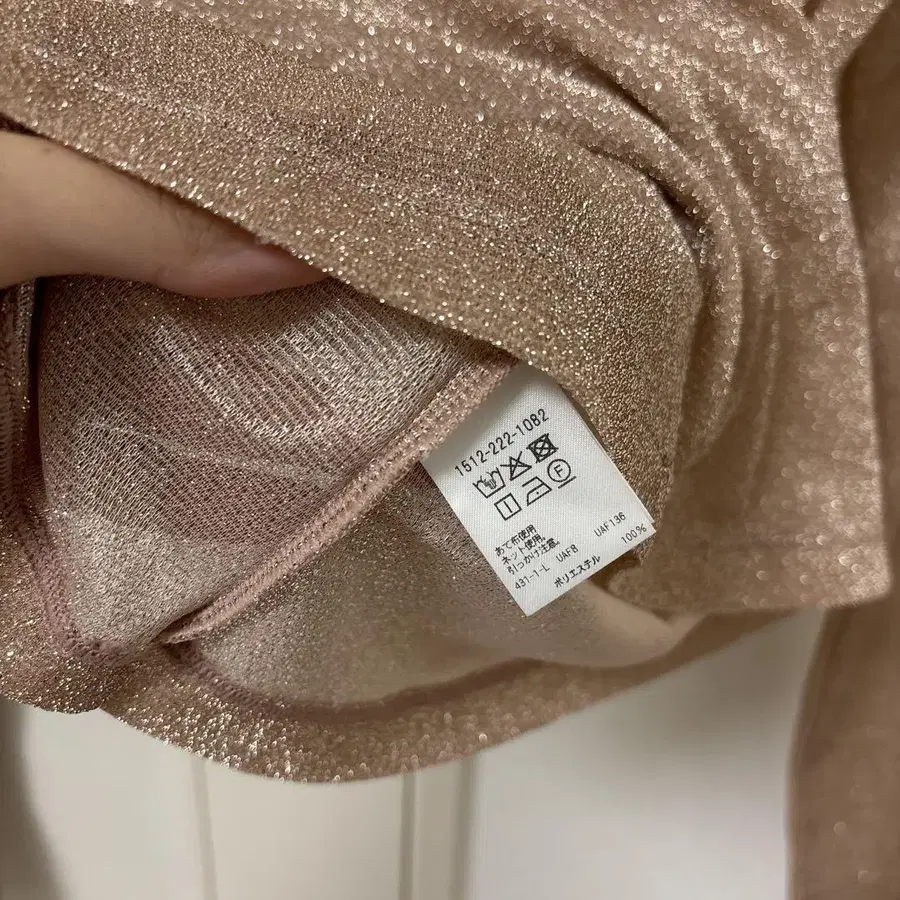 1512-222-1082
F
あて布使用
ネット使用。
引っかけ注意。
431-1-L UAF8 UAF136
ポリエステル 100%